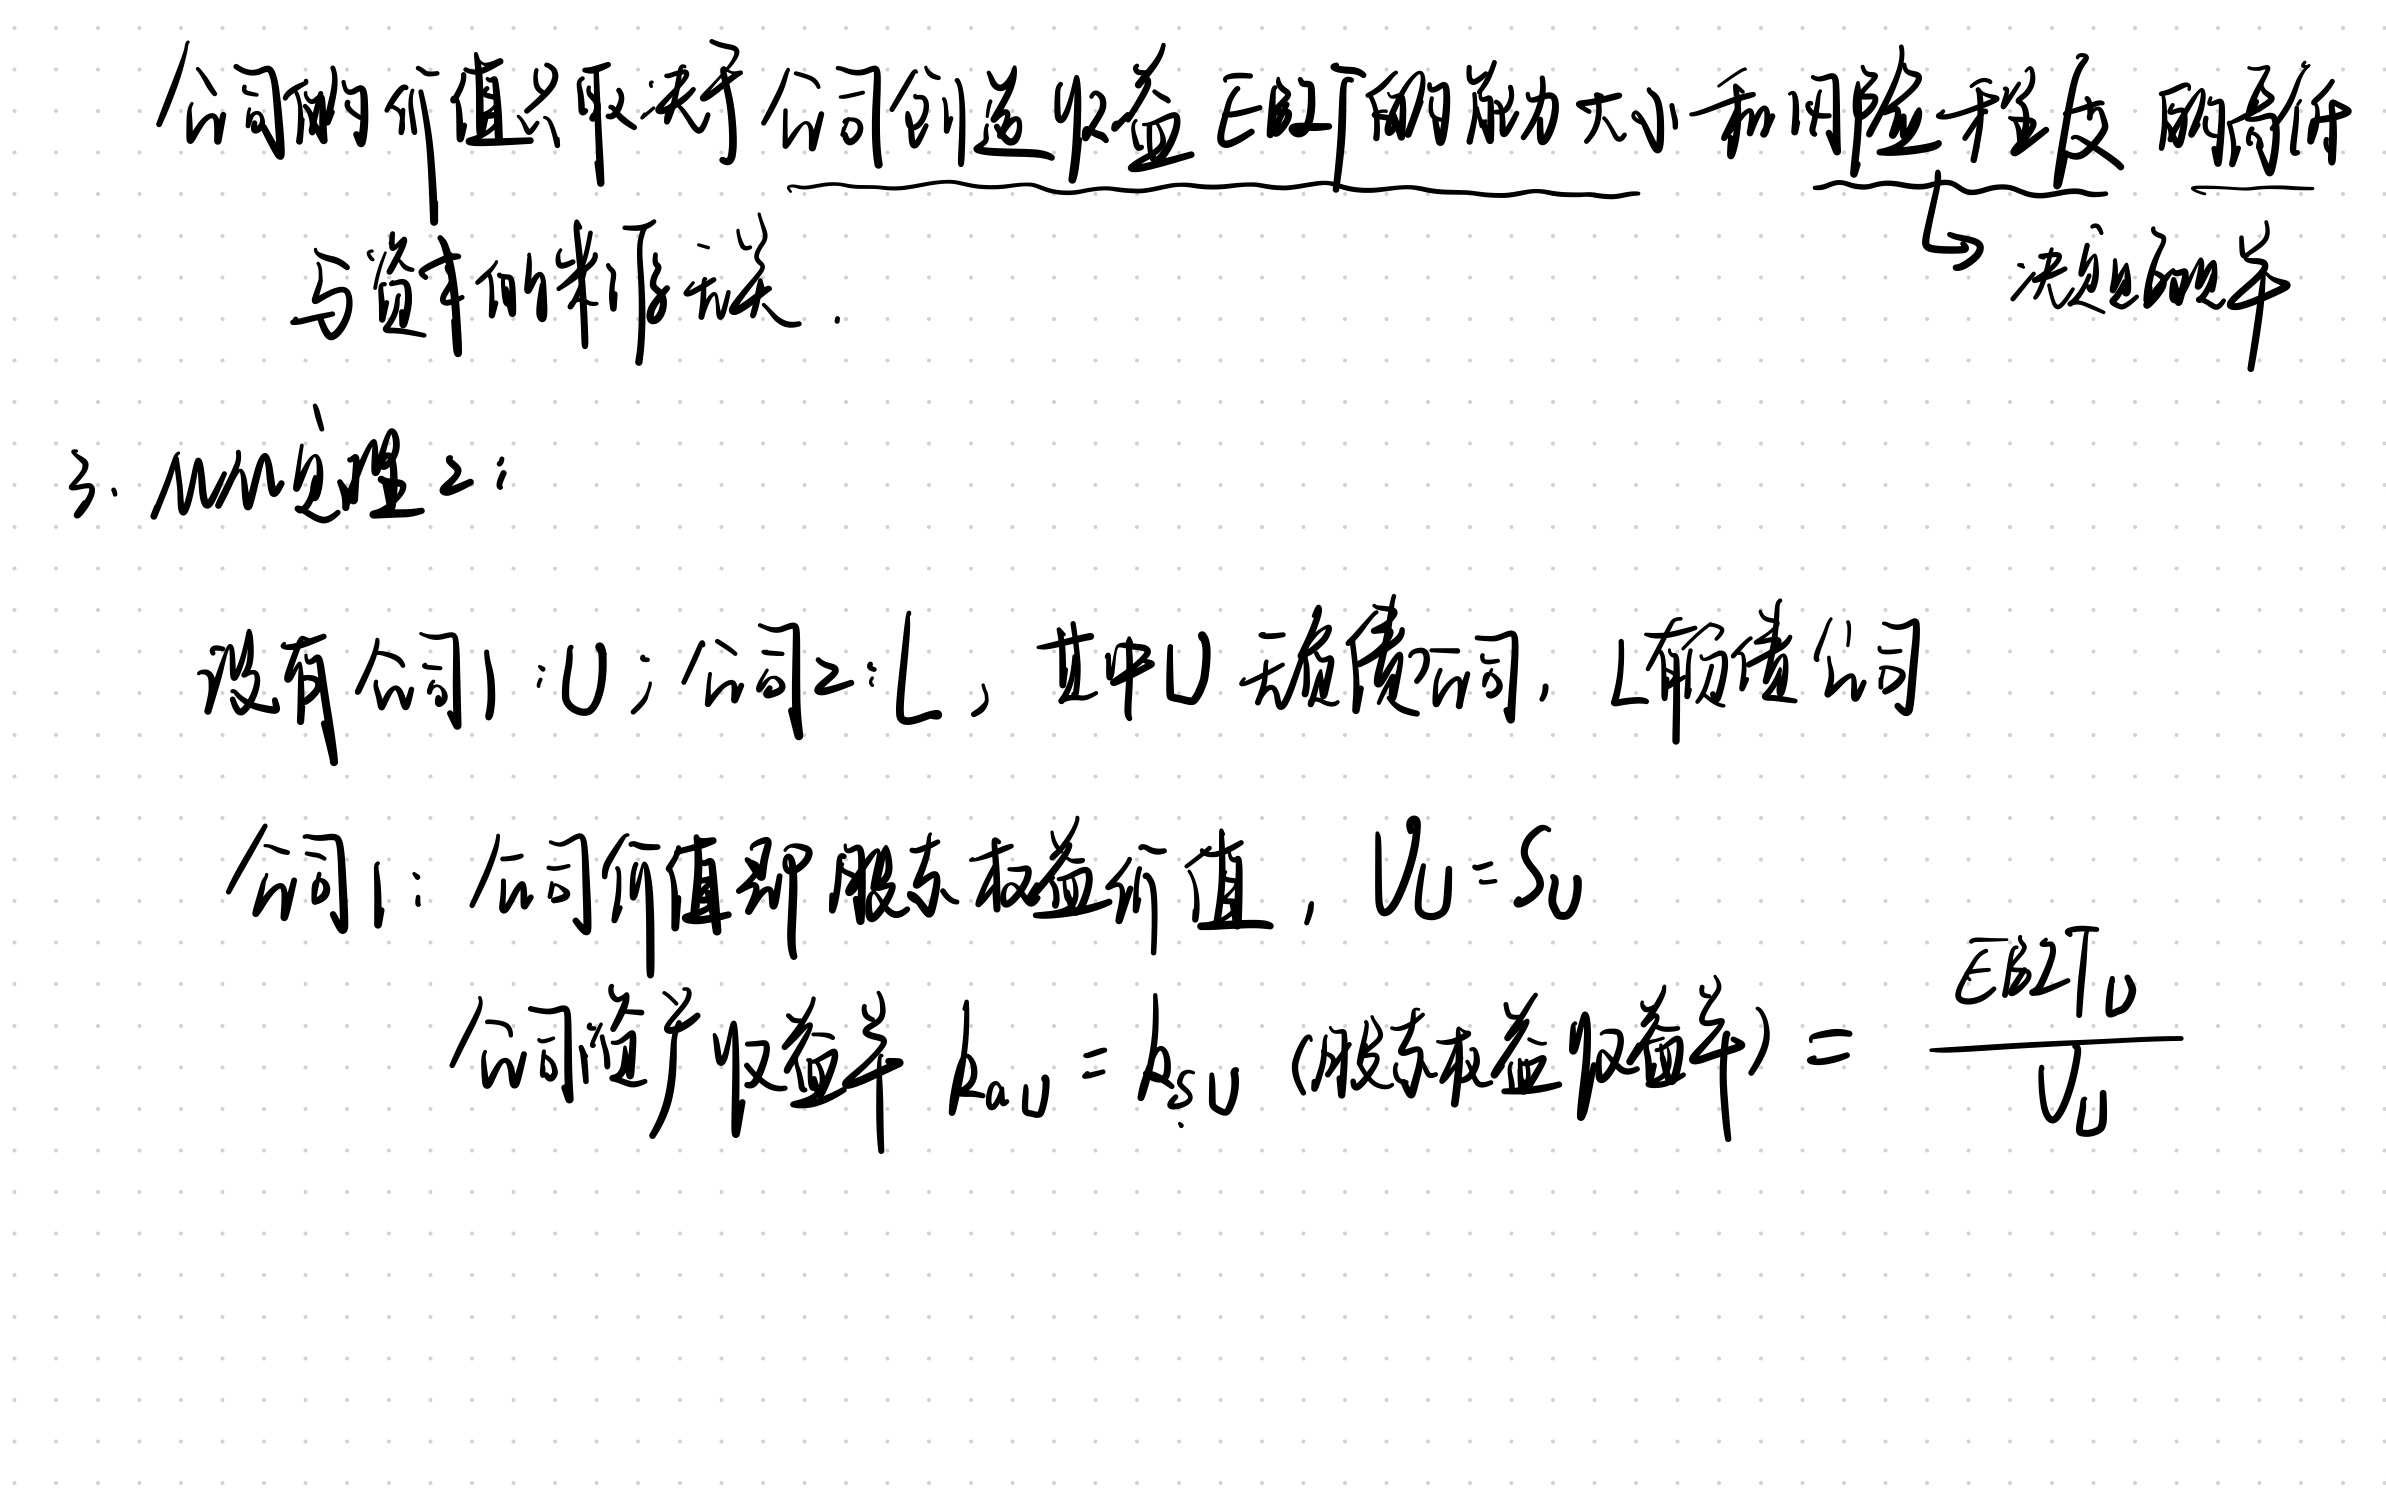 公司的价值只取决于公司创造收益EBIT的能力大小和风险程度
决定贴现率
与资本结构无关.
3. MM定理2:
设有公司1:U; 公司2:L, 其中U无负债公司, L有负债公司
公司1: 公司价值即股东权益价值, V_U = S_U
公司资产收益率 k_{aU} = k_{sU} (股东权益收益率) = EBIT_U / V_U